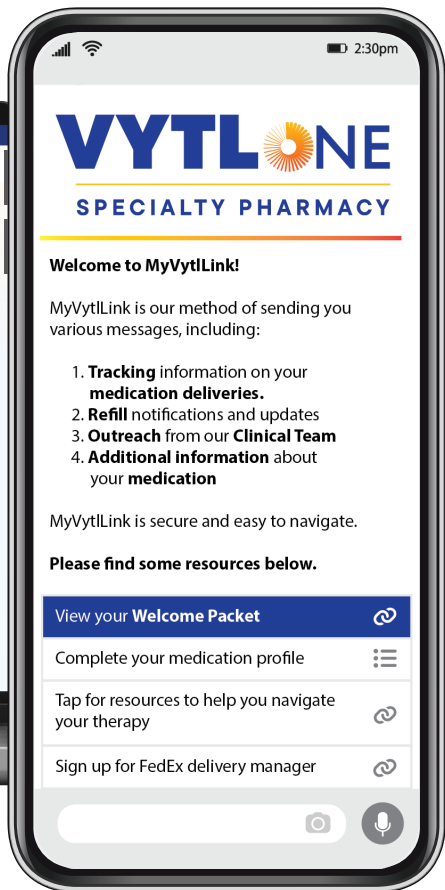 2:30pm
VYTLONE
SPECIALTY PHARMACY
Welcome to MyVytlLink!
MyVytlLink is our method of sending you
various messages, including:
1. Tracking information on your
medication deliveries.
2. Refill notifications and updates
3. Outreach from our Clinical Team
4. Additional information about
your medication
MyVytlLink is secure and easy to navigate.
Please find some resources below.
View your Welcome Packet
Complete your medication profile
Tap for resources to help you navigate
your therapy
Sign up for FedEx delivery manager